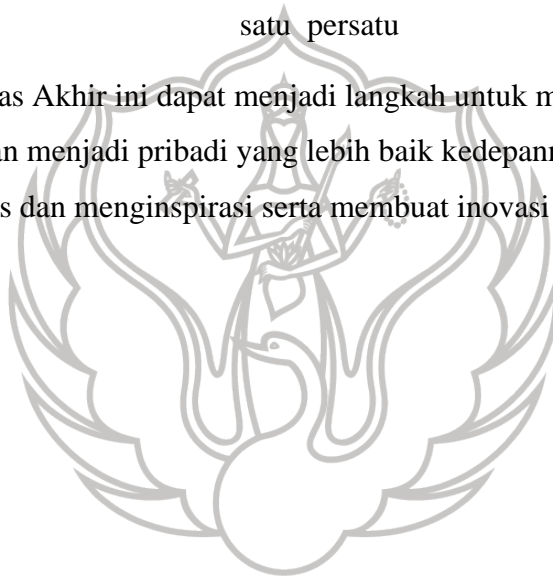 satu persatu
as Akhir ini dapat menjadi langkah untuk m
an menjadi pribadi yang lebih baik kedepann
s dan menginspirasi serta membuat inovasi